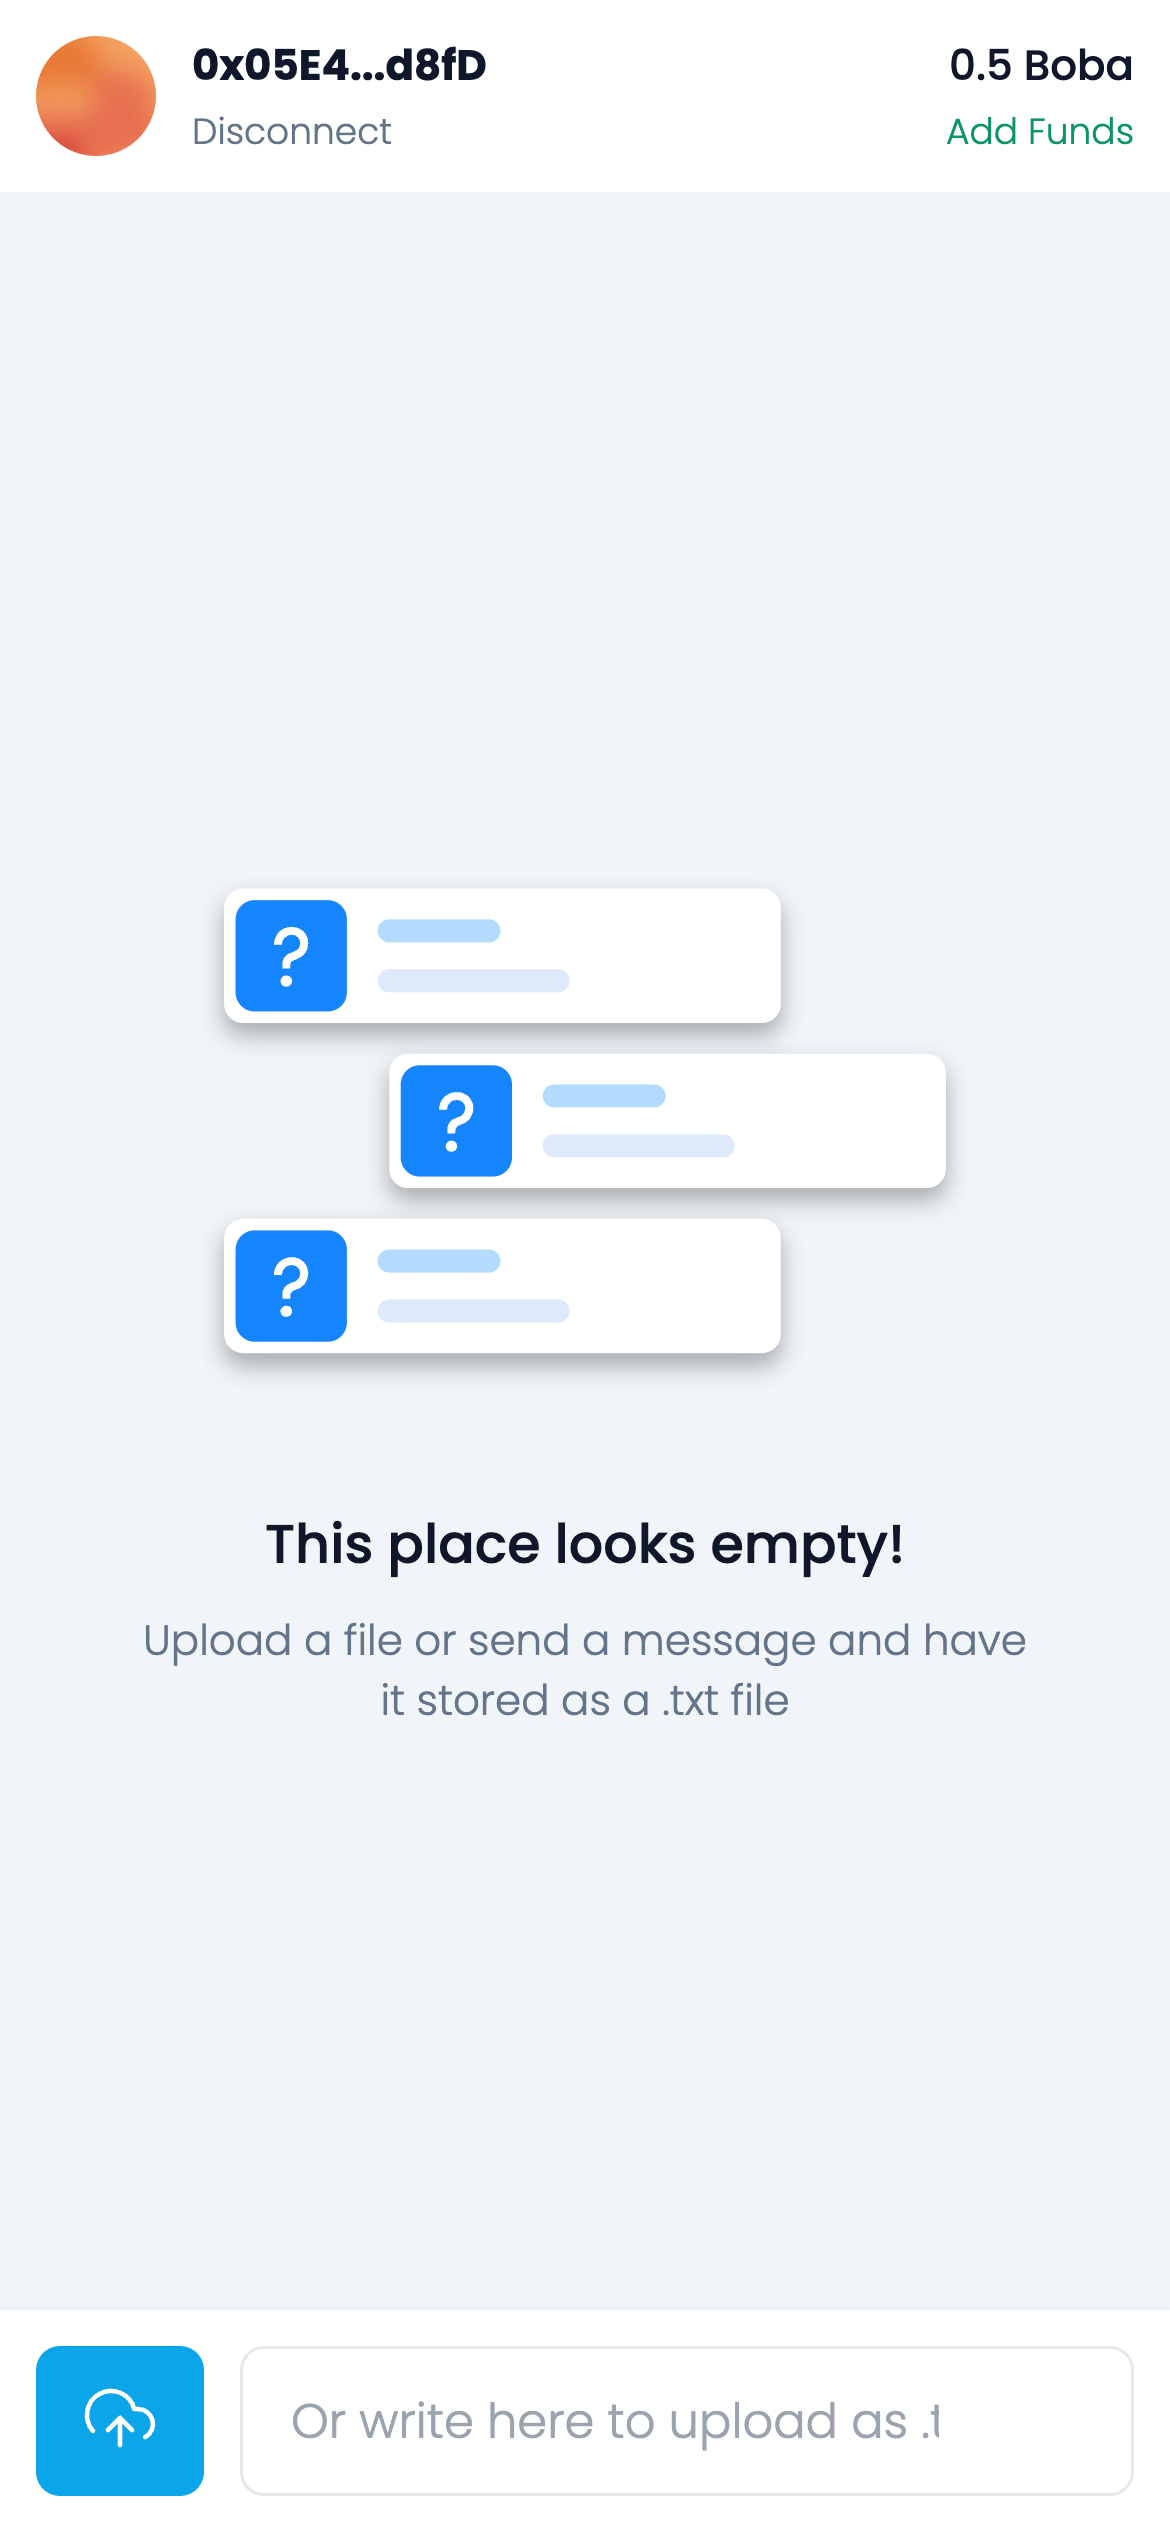 0x05E4...d8fD
0.5 Boba
Disconnect
Add Funds
?
?
?
This place looks empty!
Upload a file or send a message and have
it stored as a .txt file
Or write here to upload as .t